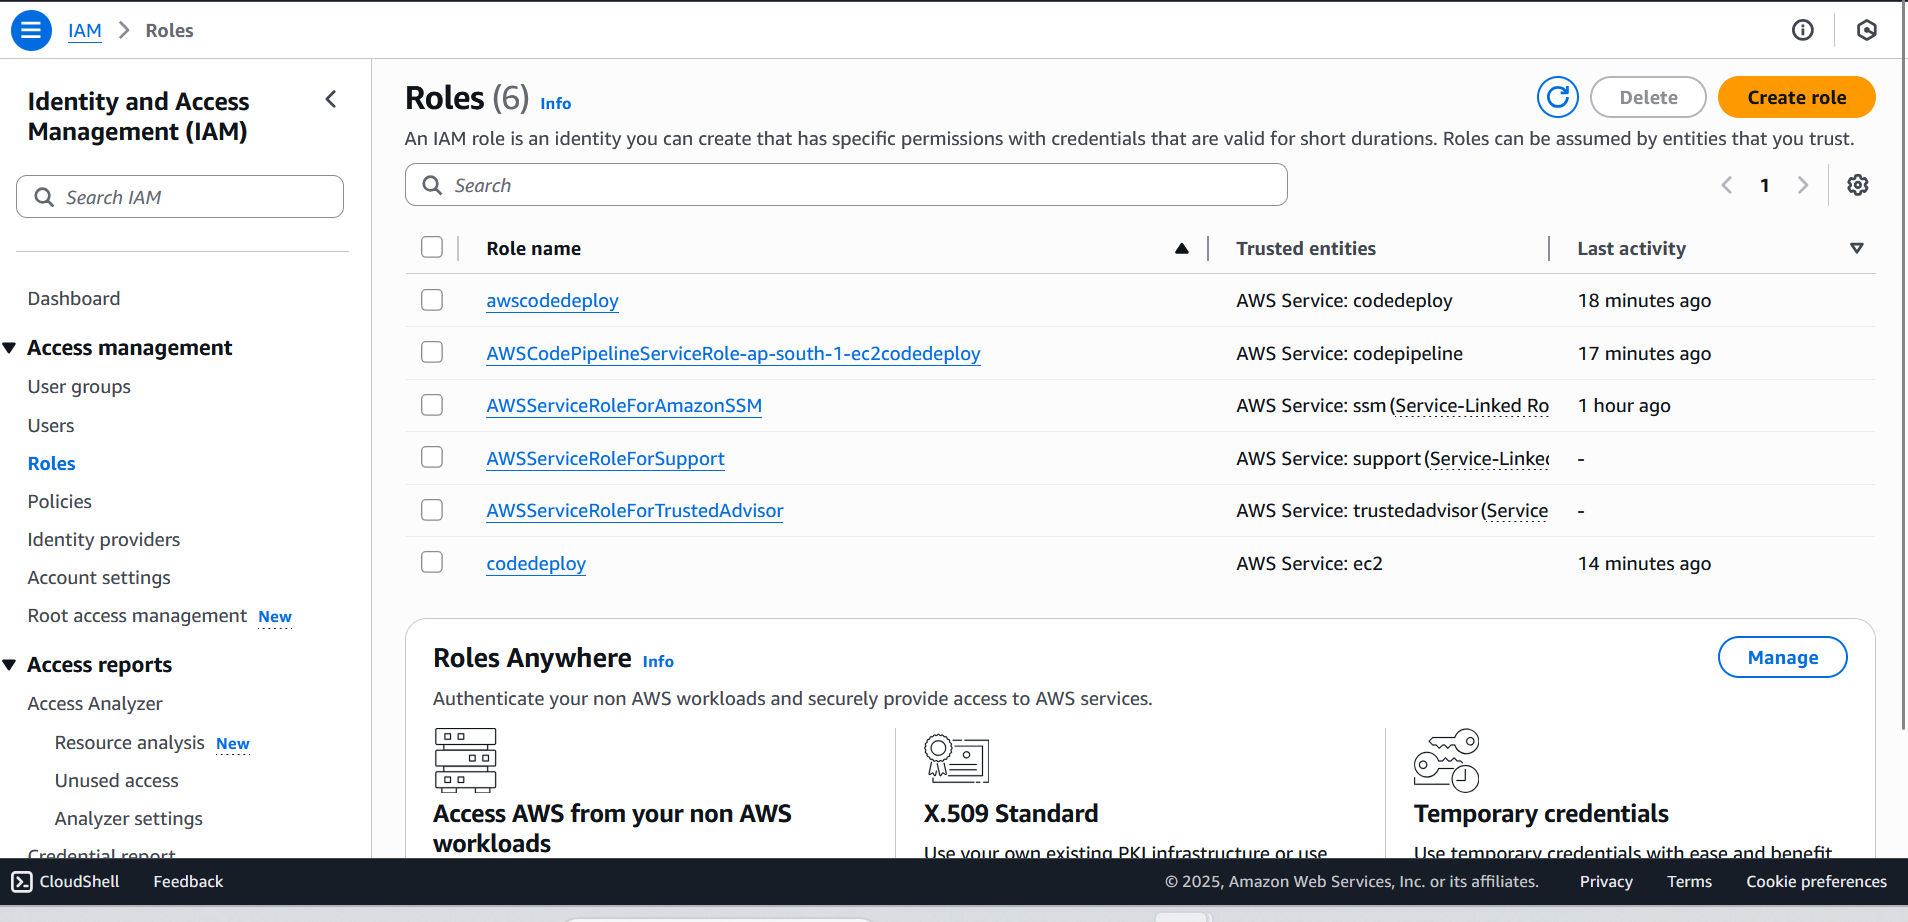 IAM > Roles
Identity and Access
Management (IAM)
Search IAM
Dashboard
Access management
User groups
Users
Roles
Policies
Identity providers
Account settings
Root access management New
Access reports
Access Analyzer
Resource analysis New
Unused access
Analyzer settings
Credential report
Roles (6) Info
Delete
Create role
An IAM role is an identity you can create that has specific permissions with credentials that are valid for short durations. Roles can be assumed by entities that you trust.
Search
1
Role name Trusted entities Last activity
awscodedeploy AWS Service: codedeploy 18 minutes ago
AWSCodePipelineServiceRole-ap-south-1-ec2codedeploy AWS Service: codepipeline 17 minutes ago
AWSServiceRoleForAmazonSSM AWS Service: ssm (Service-Linked Ro 1 hour ago
AWSServiceRoleForSupport AWS Service: support (Service-Linked -
AWSServiceRoleForTrustedAdvisor AWS Service: trustedadvisor (Service -
codedeploy AWS Service: ec2 14 minutes ago
Roles Anywhere Info
Manage
Authenticate your non AWS workloads and securely provide access to AWS services.
Access AWS from your non AWS
workloads
X.509 Standard
Use your own existing PKI infrastructure or use
Temporary credentials
Use temporary credentials with ease and benefit
CloudShell Feedback © 2025, Amazon Web Services, Inc. or its affiliates. Privacy Terms Cookie preferences